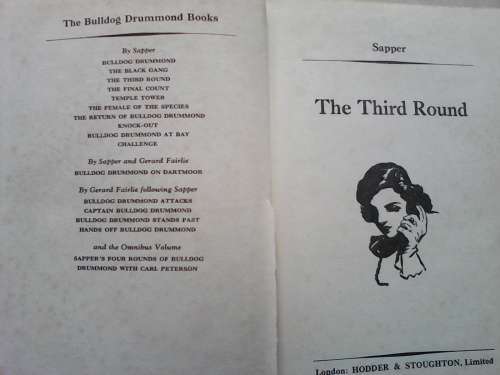 The Bulldog Drummond Books
By Sapper
BULLDOG DRUMMOND
THE BLACK GANG
THE THIRD ROUND
THE FINAL COUNT
TEMPLE TOWER
THE FEMALE OF THE SPECIES
THE RETURN OF BULLDOG DRUMMOND
KNOCK-OUT
BULLDOG DRUMMOND AT BAY
CHALLENGE
By Sapper and Gerard Fairlie
BULLDOG DRUMMOND ON DARTMOOR
By Gerard Fairlie following Sapper
BULLDOG DRUMMOND ATTACKS
CAPTAIN BULLDOG DRUMMOND
BULLDOG DRUMMOND STANDS FAST
HANDS OFF BULLDOG DRUMMOND
and the Omnibus Volume
SAPPER'S FOUR ROUNDS OF BULLDOG
DRUMMOND WITH CARL PETERSON
Sapper
The Third Round
London: HODDER & STOUGHTON, Limited